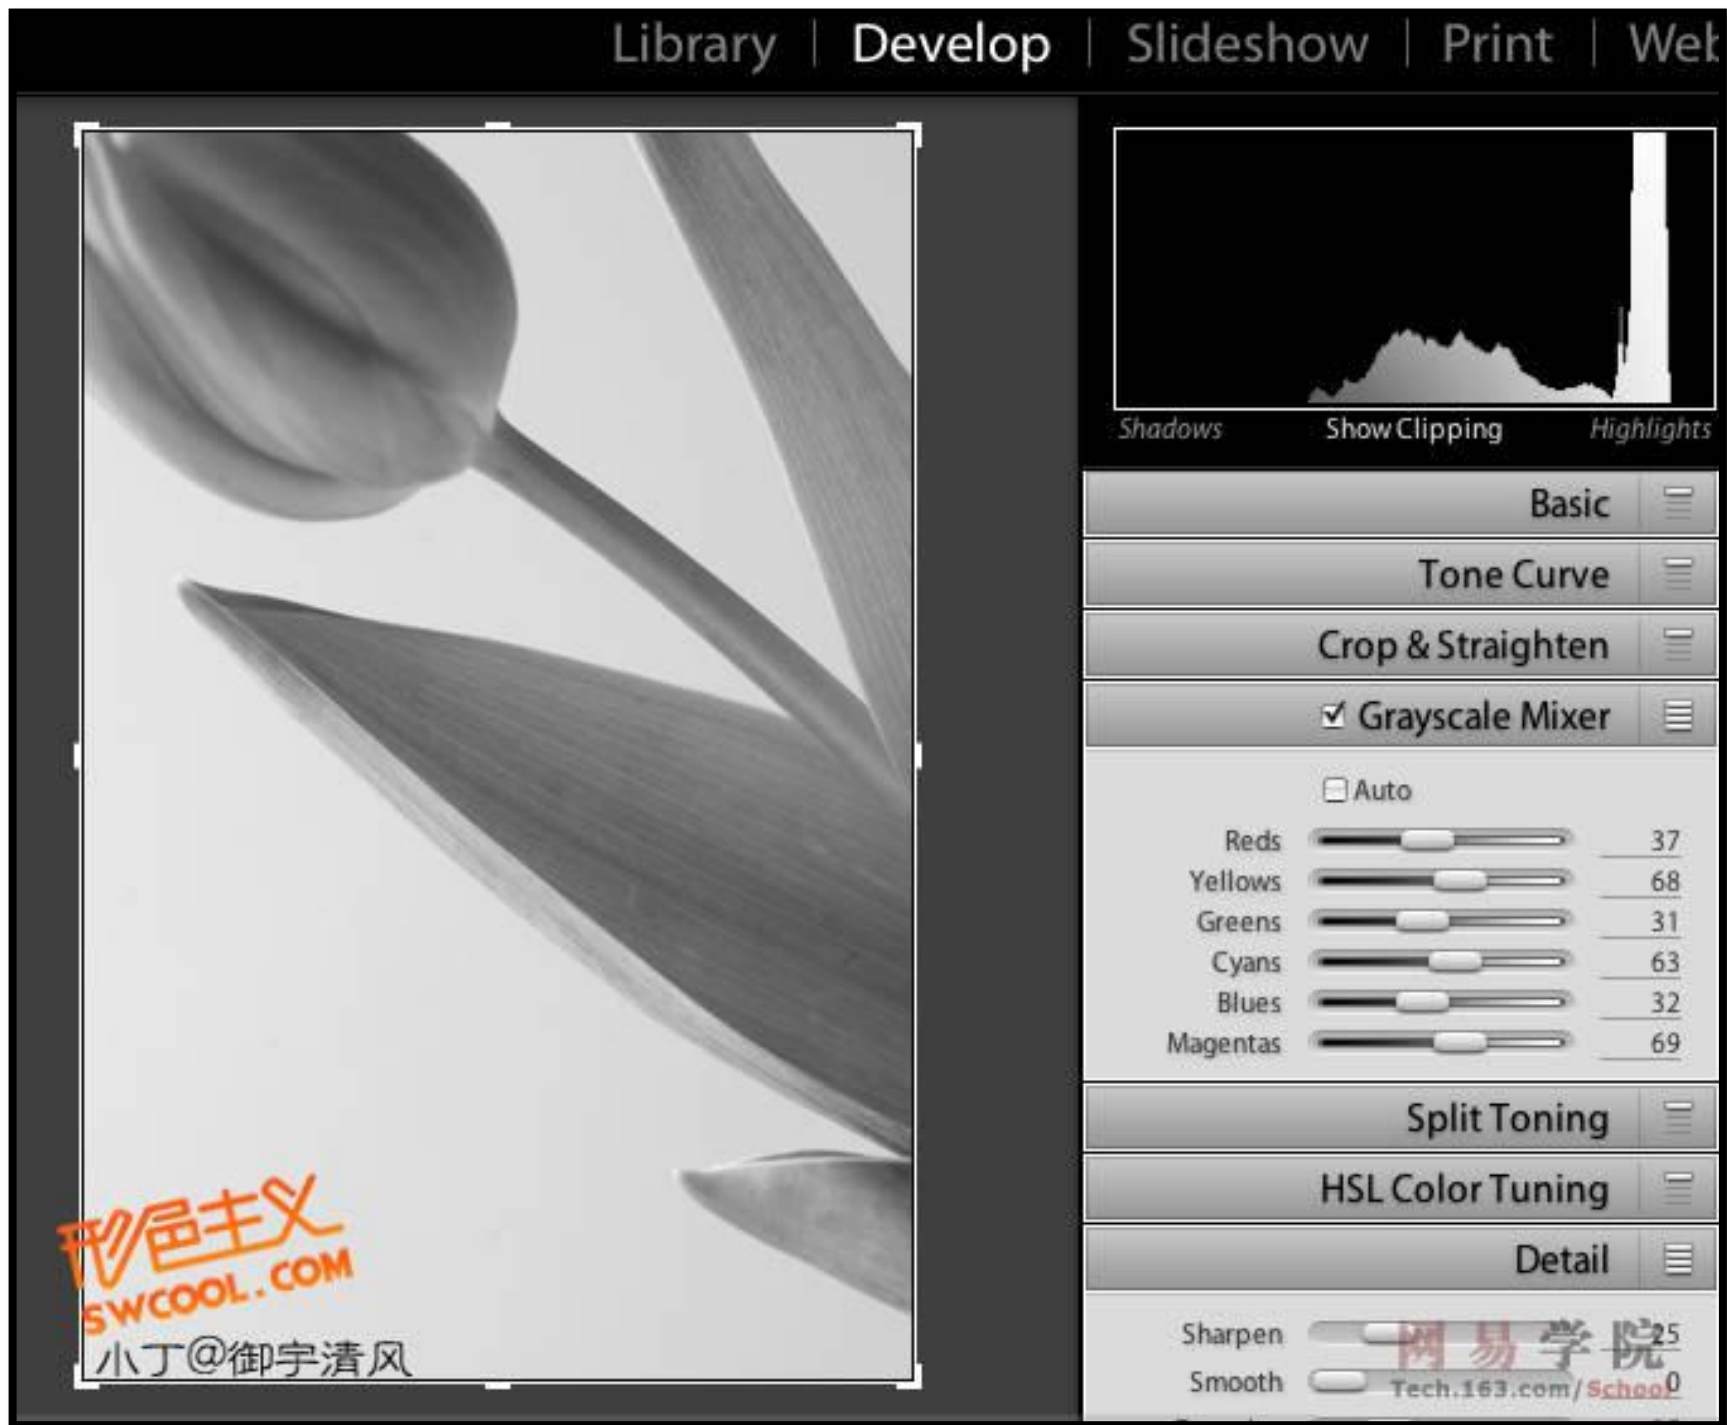 Library | Develop | Slideshow | Print | Web
Shadows Show Clipping Highlights
Basic
Tone Curve
Crop & Straighten
Grayscale Mixer
Auto
Reds 37
Yellows 68
Greens 31
Cyans 63
Blues 32
Magentas 69
Split Toning
HSL Color Tuning
Detail
Sharpen 25
Smooth 0
形色主义
SWCOOL.COM
小丁@御宇清风
网易学院
Tech.163.com/School